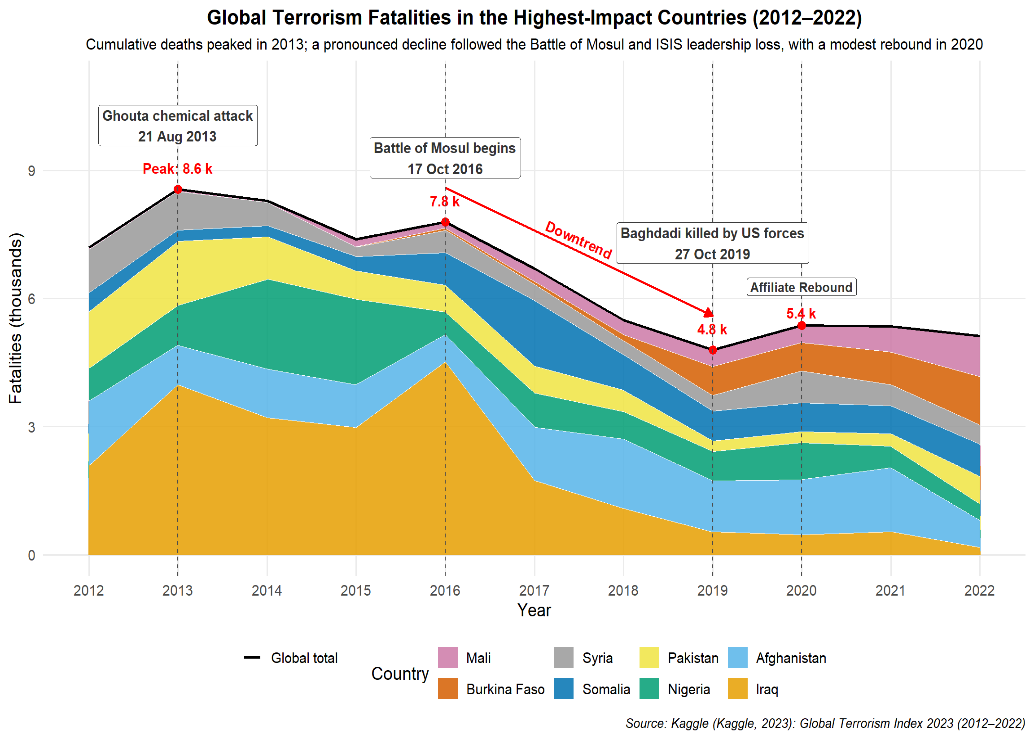 Global Terrorism Fatalities in the Highest-Impact Countries (2012–2022)
Cumulative deaths peaked in 2013; a pronounced decline followed the Battle of Mosul and ISIS leadership loss, with a modest rebound in 2020
Ghouta chemical attack
21 Aug 2013
Peak: 8.6 k
Battle of Mosul begins
17 Oct 2016
7.8 k
Downtrend
Baghdadi killed by US forces
27 Oct 2019
4.8 k
Affiliate Rebound
5.4 k
Fatalities (thousands)
9
6
3
0
2012 2013 2014 2015 2016 2017 2018 2019 2020 2021 2022
Year
Global total
Country
Mali Syria Pakistan Afghanistan
Burkina Faso Somalia Nigeria Iraq
Source: Kaggle (Kaggle, 2023): Global Terrorism Index 2023 (2012–2022)